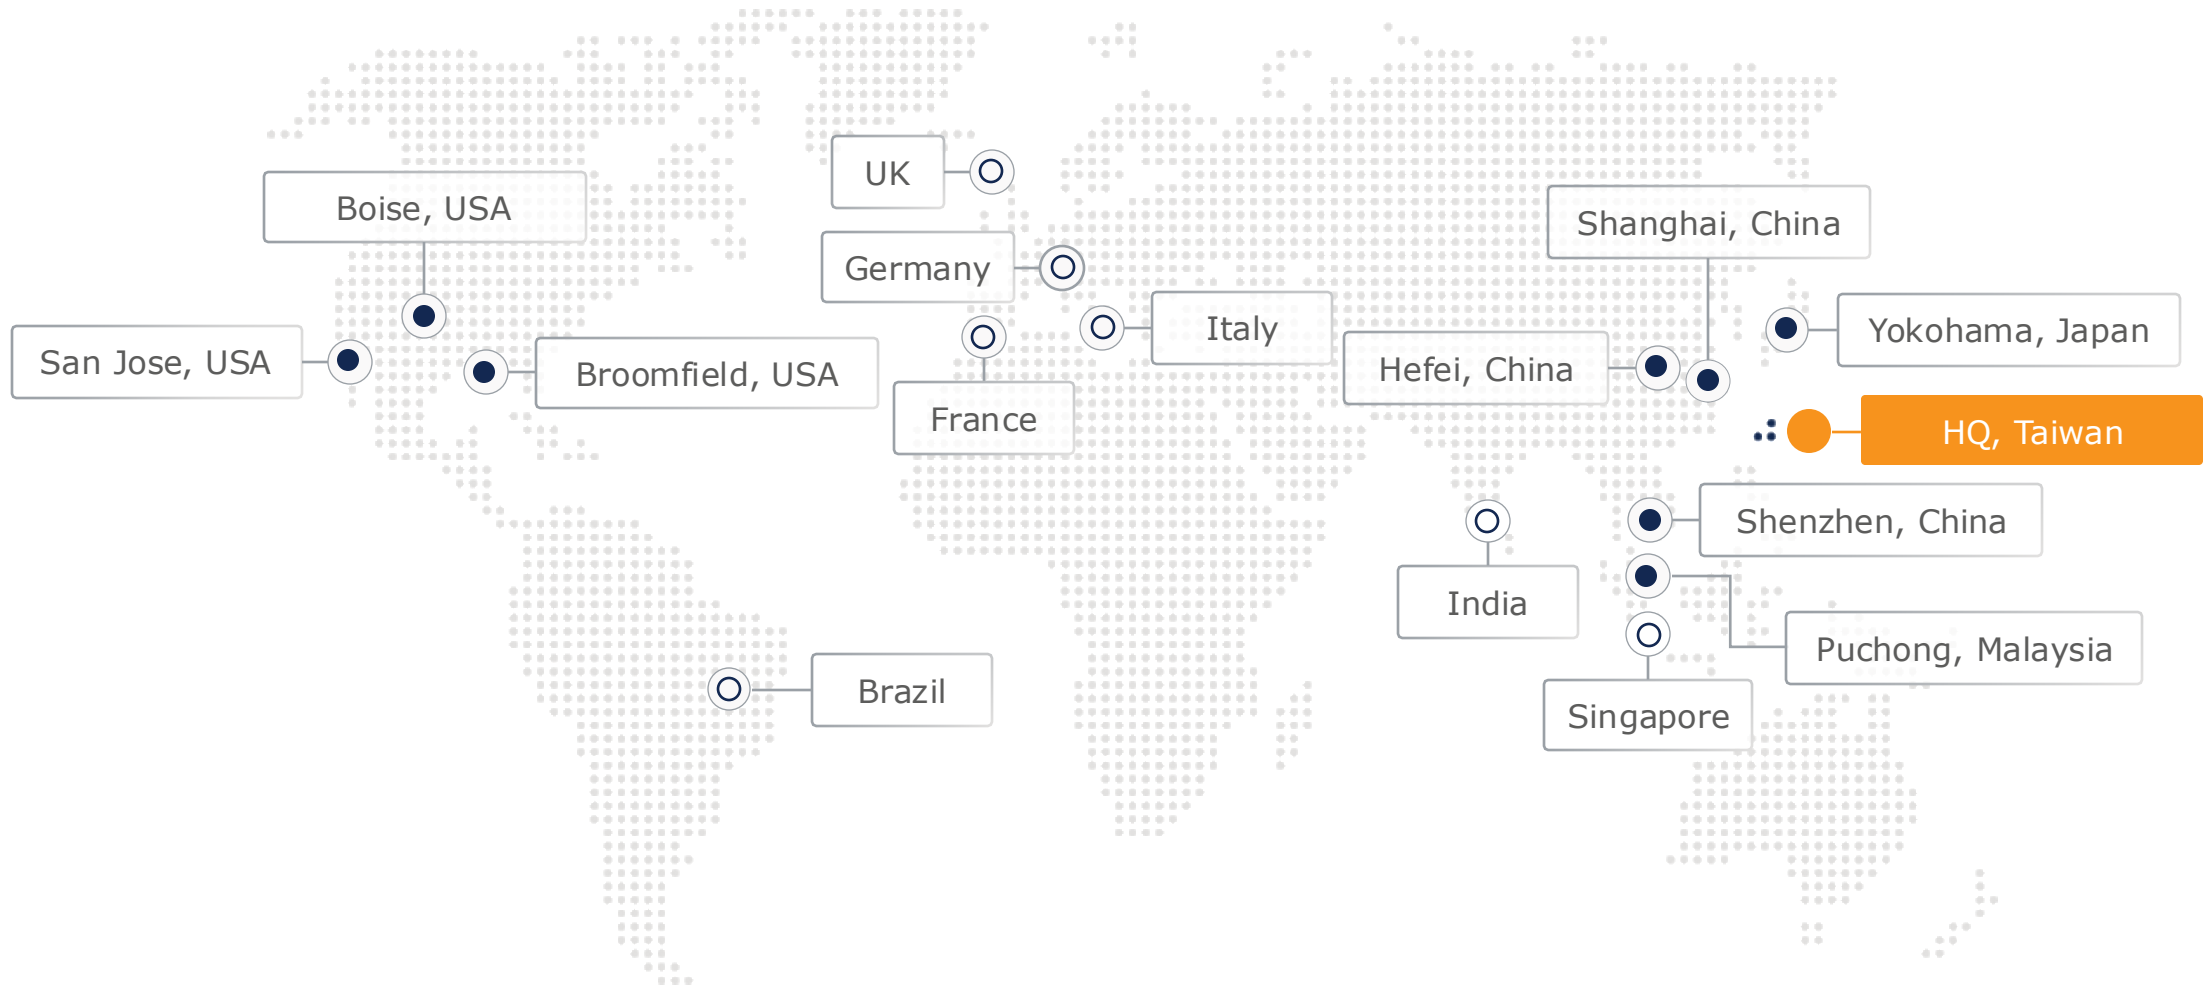 UK
Boise, USA
Shanghai, China
Germany
Italy
Yokohama, Japan
San Jose, USA
Broomfield, USA
Hefei, China
France
HQ, Taiwan
Shenzhen, China
India
Puchong, Malaysia
Brazil
Singapore